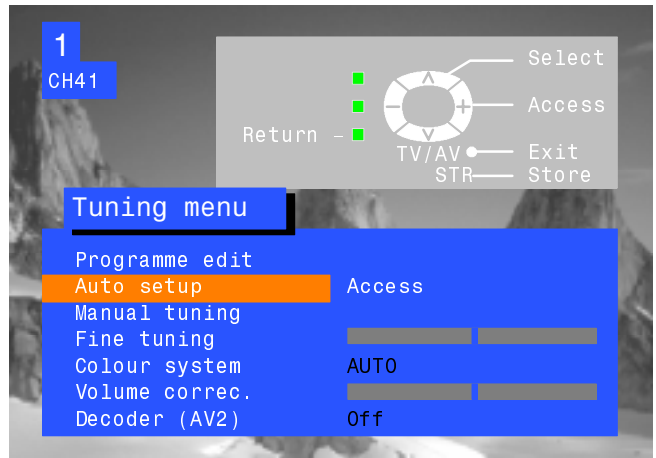 1
CH41
Select
Access
Return
TV/AV Exit
STR Store
Tuning menu
Programme edit
Auto setup Access
Manual tuning
Fine tuning
Colour system AUTO
Volume correc.
Decoder (AV2) Off